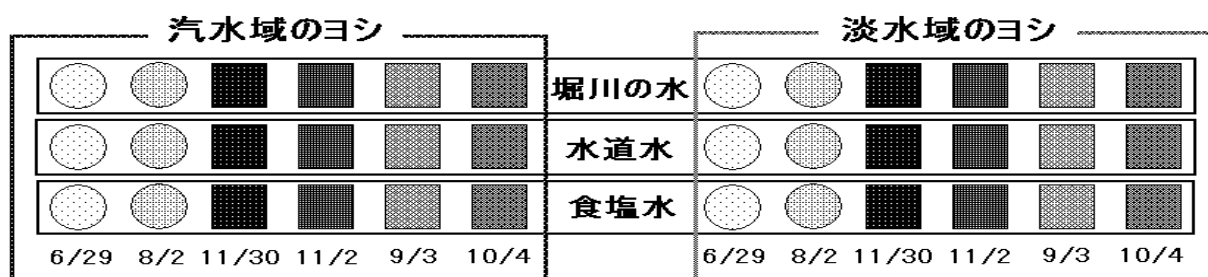 汽水域のヨシ 淡水域のヨシ
堀川の水
水道水
食塩水
6/29 8/2 11/30 11/2 9/3 10/4 6/29 8/2 11/30 11/2 9/3 10/4